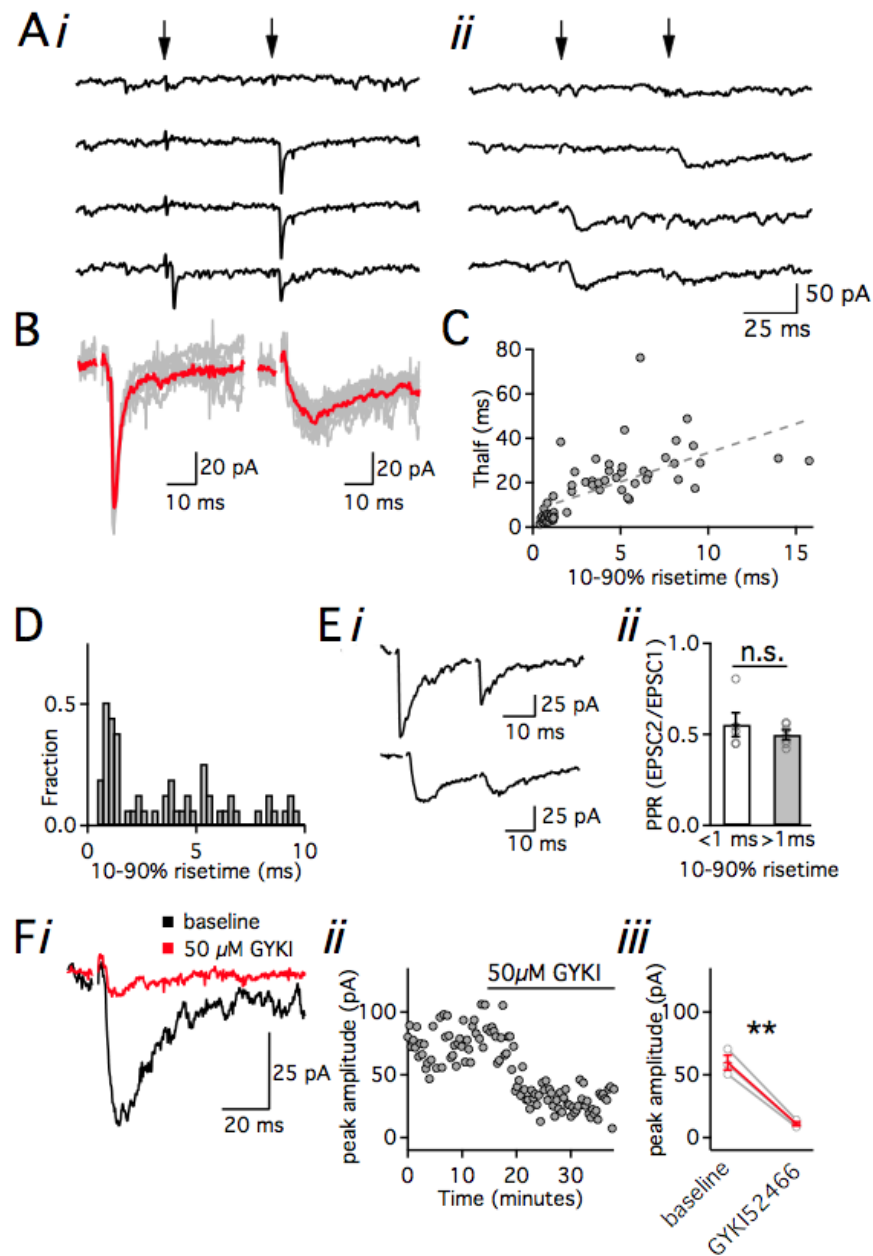 A i
ii
50 pA
25 ms
B
20 pA
10 ms
20 pA
10 ms
C
80
60
40
20
0
Thalf (ms)
0 5 10 15
10-90% risetime (ms)
D
0.5
0.0
Fraction
0 5 10
10-90% risetime (ms)
E i
25 pA
10 ms
25 pA
10 ms
ii
1.0
0.5
0.0
PPR (EPSC2/EPSC1)
n.s.
<1 ms >1ms
10-90% risetime
F i
baseline
50 µM GYKI
25 pA
20 ms
ii
50µM GYKI
100
50
0
peak amplitude (pA)
0 10 20 30
Time (minutes)
iii
100
50
0
peak amplitude (pA)
**
baseline
GYKI52466